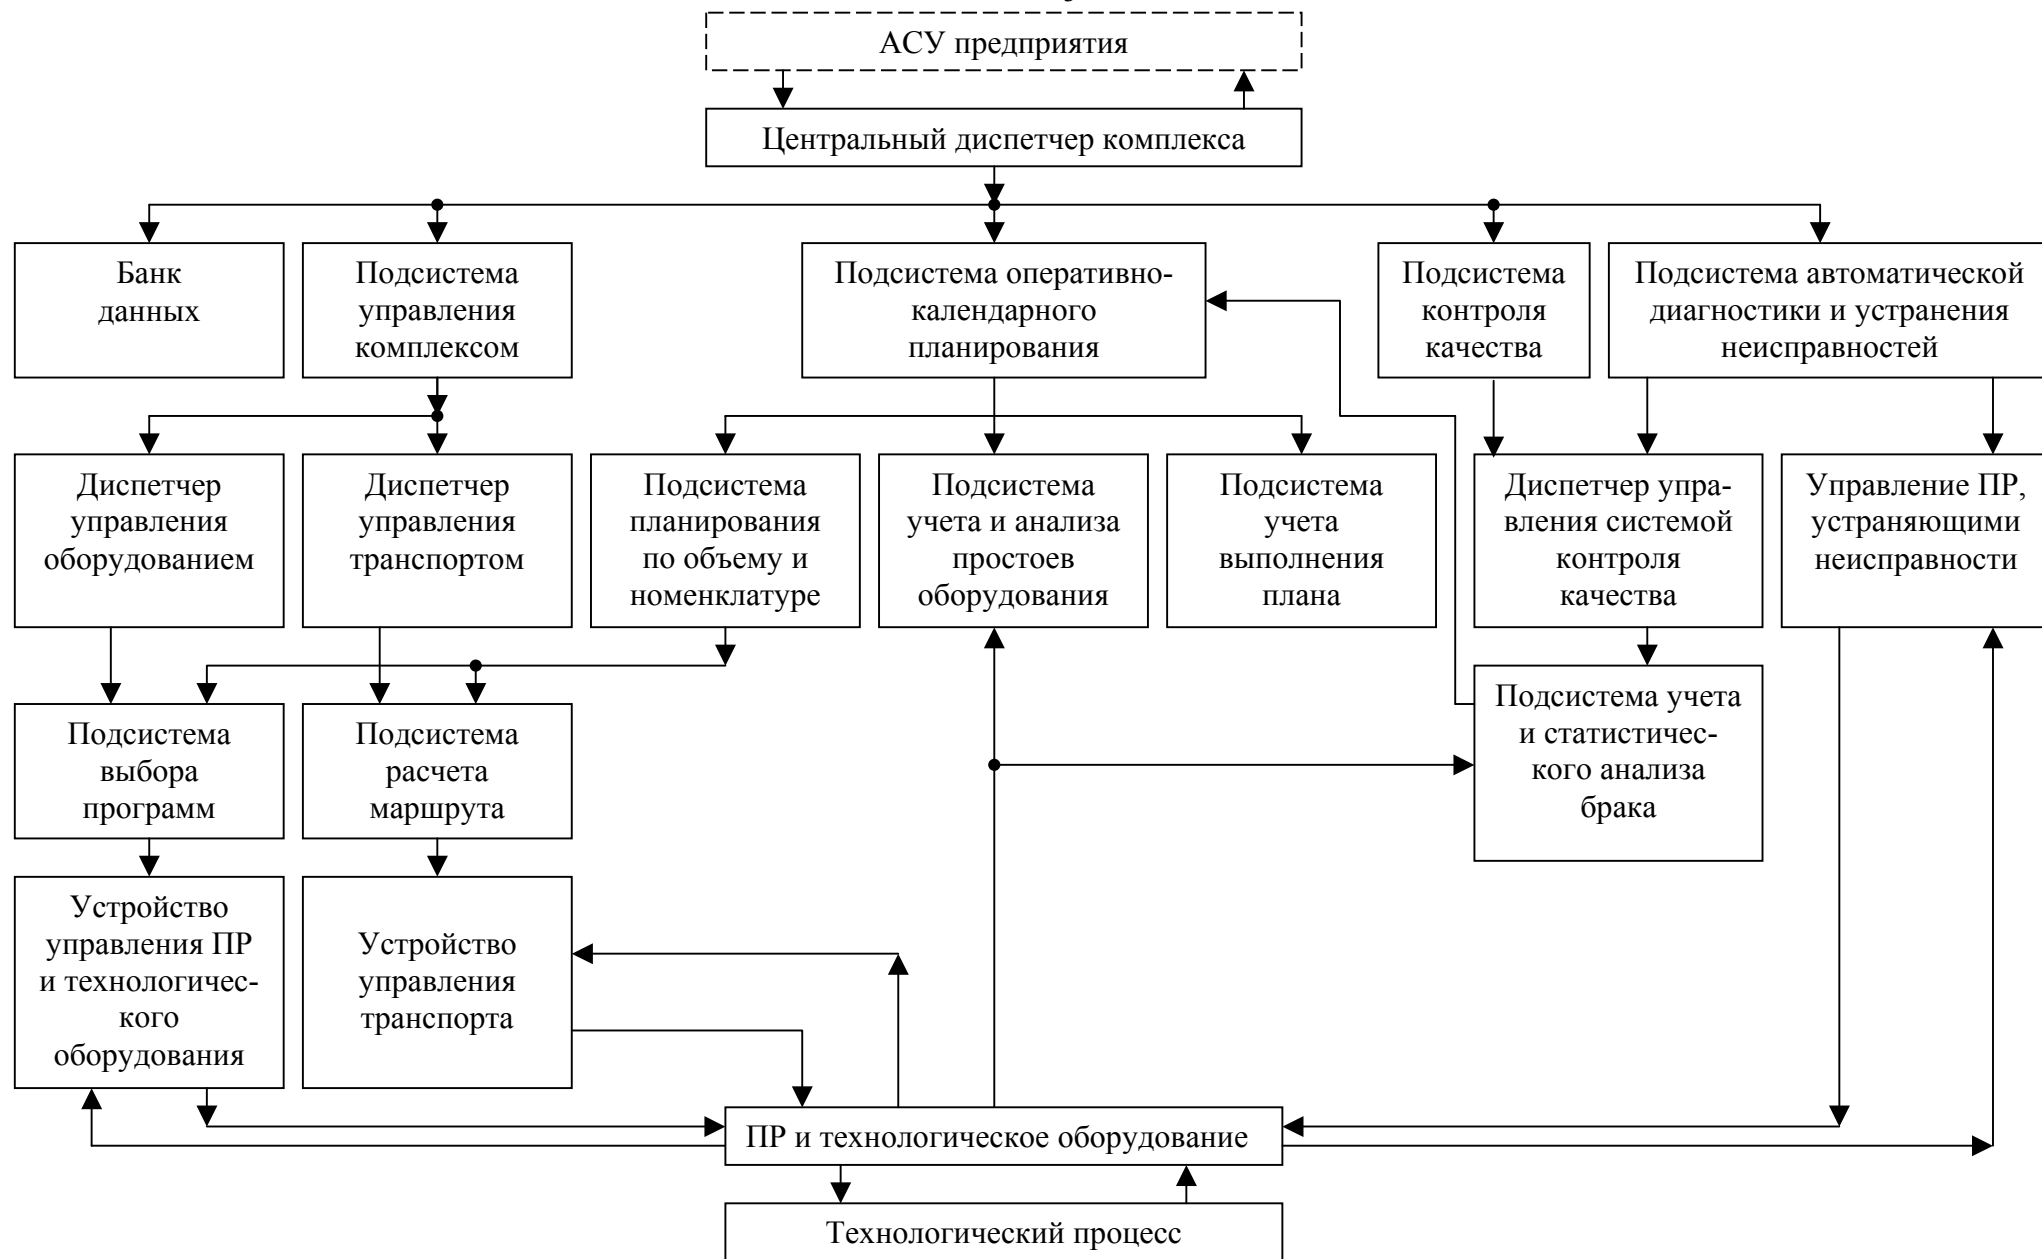 АСУ предприятия
Центральный диспетчер комплекса
Банк
данных
Подсистема
управления
комплексом
Подсистема оперативно-
календарного
планирования
Подсистема
контроля
качества
Подсистема автоматической
диагностики и устранения
неисправностей
Диспетчер
управления
оборудованием
Диспетчер
управления
транспортом
Подсистема
планирования
по объему и
номенклатуре
Подсистема
учета и анализа
простоев
оборудования
Подсистема
учета
выполнения
плана
Диспетчер упра-
вления системой
контроля
качества
Управление ПР,
устраняющими
неисправности
Подсистема
выбора
программ
Подсистема
расчета
маршрута
Подсистема учета
и статистичес-
кого анализа
брака
Устройство
управления ПР
и технологичес-
кого
оборудования
Устройство
управления
транспорта
ПР и технологическое оборудование
Технологический процесс